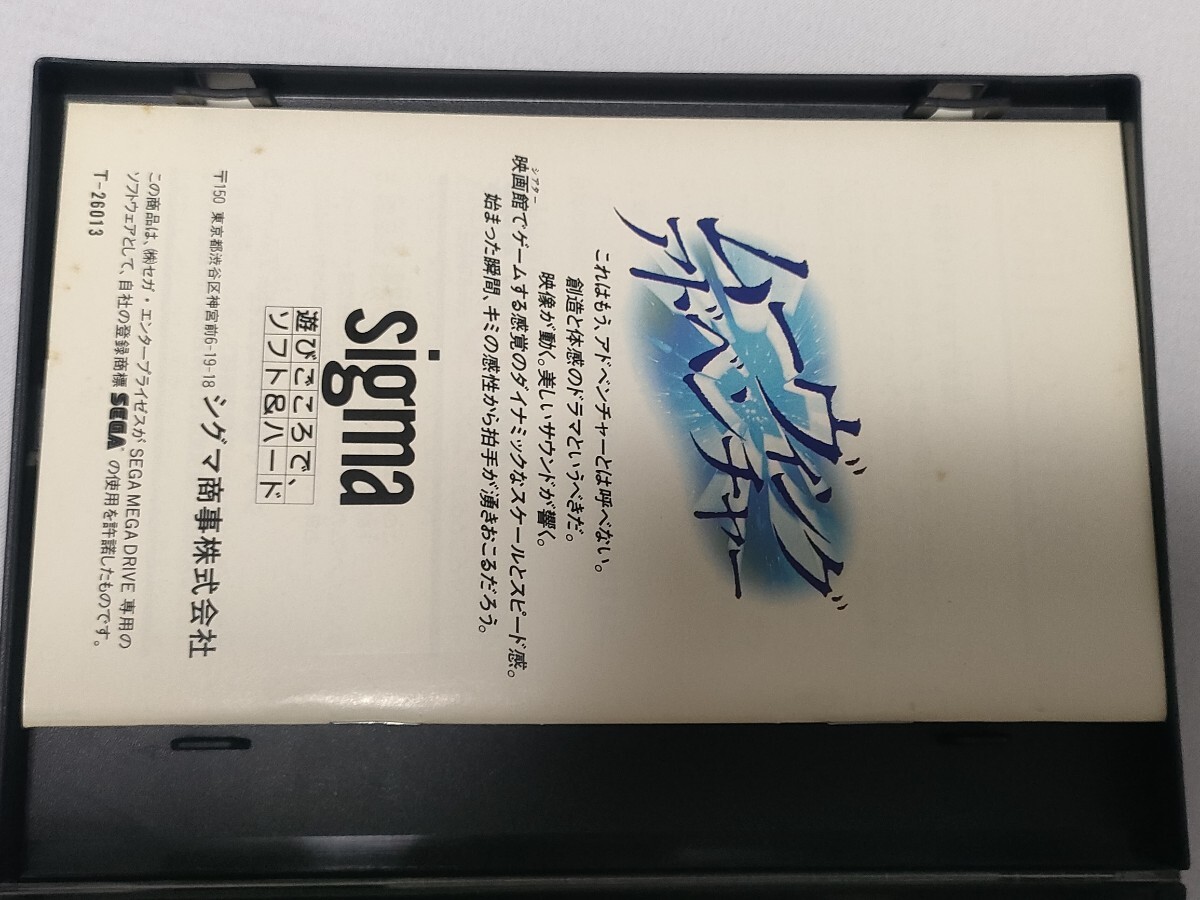 ムーヴィング
アドベンチャー
これはもう、アドベンチャーとは呼べない。
創造と体感のドラマというべきだ。
映像が動く。美しいサウンドが響く。
シアター
映画館でゲームする感覚のダイナミックなスケールとスピード感。
始まった瞬間、キミの感性から拍手が湧きおこるだろう。
sigma
遊びごころで、
ソフト&ハード
〒150 東京都渋谷区神宮前6-19-18 シグマ商事株式会社
この商品は、㈱セガ・エンタープライゼスが SEGA MEGA DRIVE 専用の
ソフトウェアとして、自社の登録商標 SEGA® の使用を許諾したものです。
T-26013